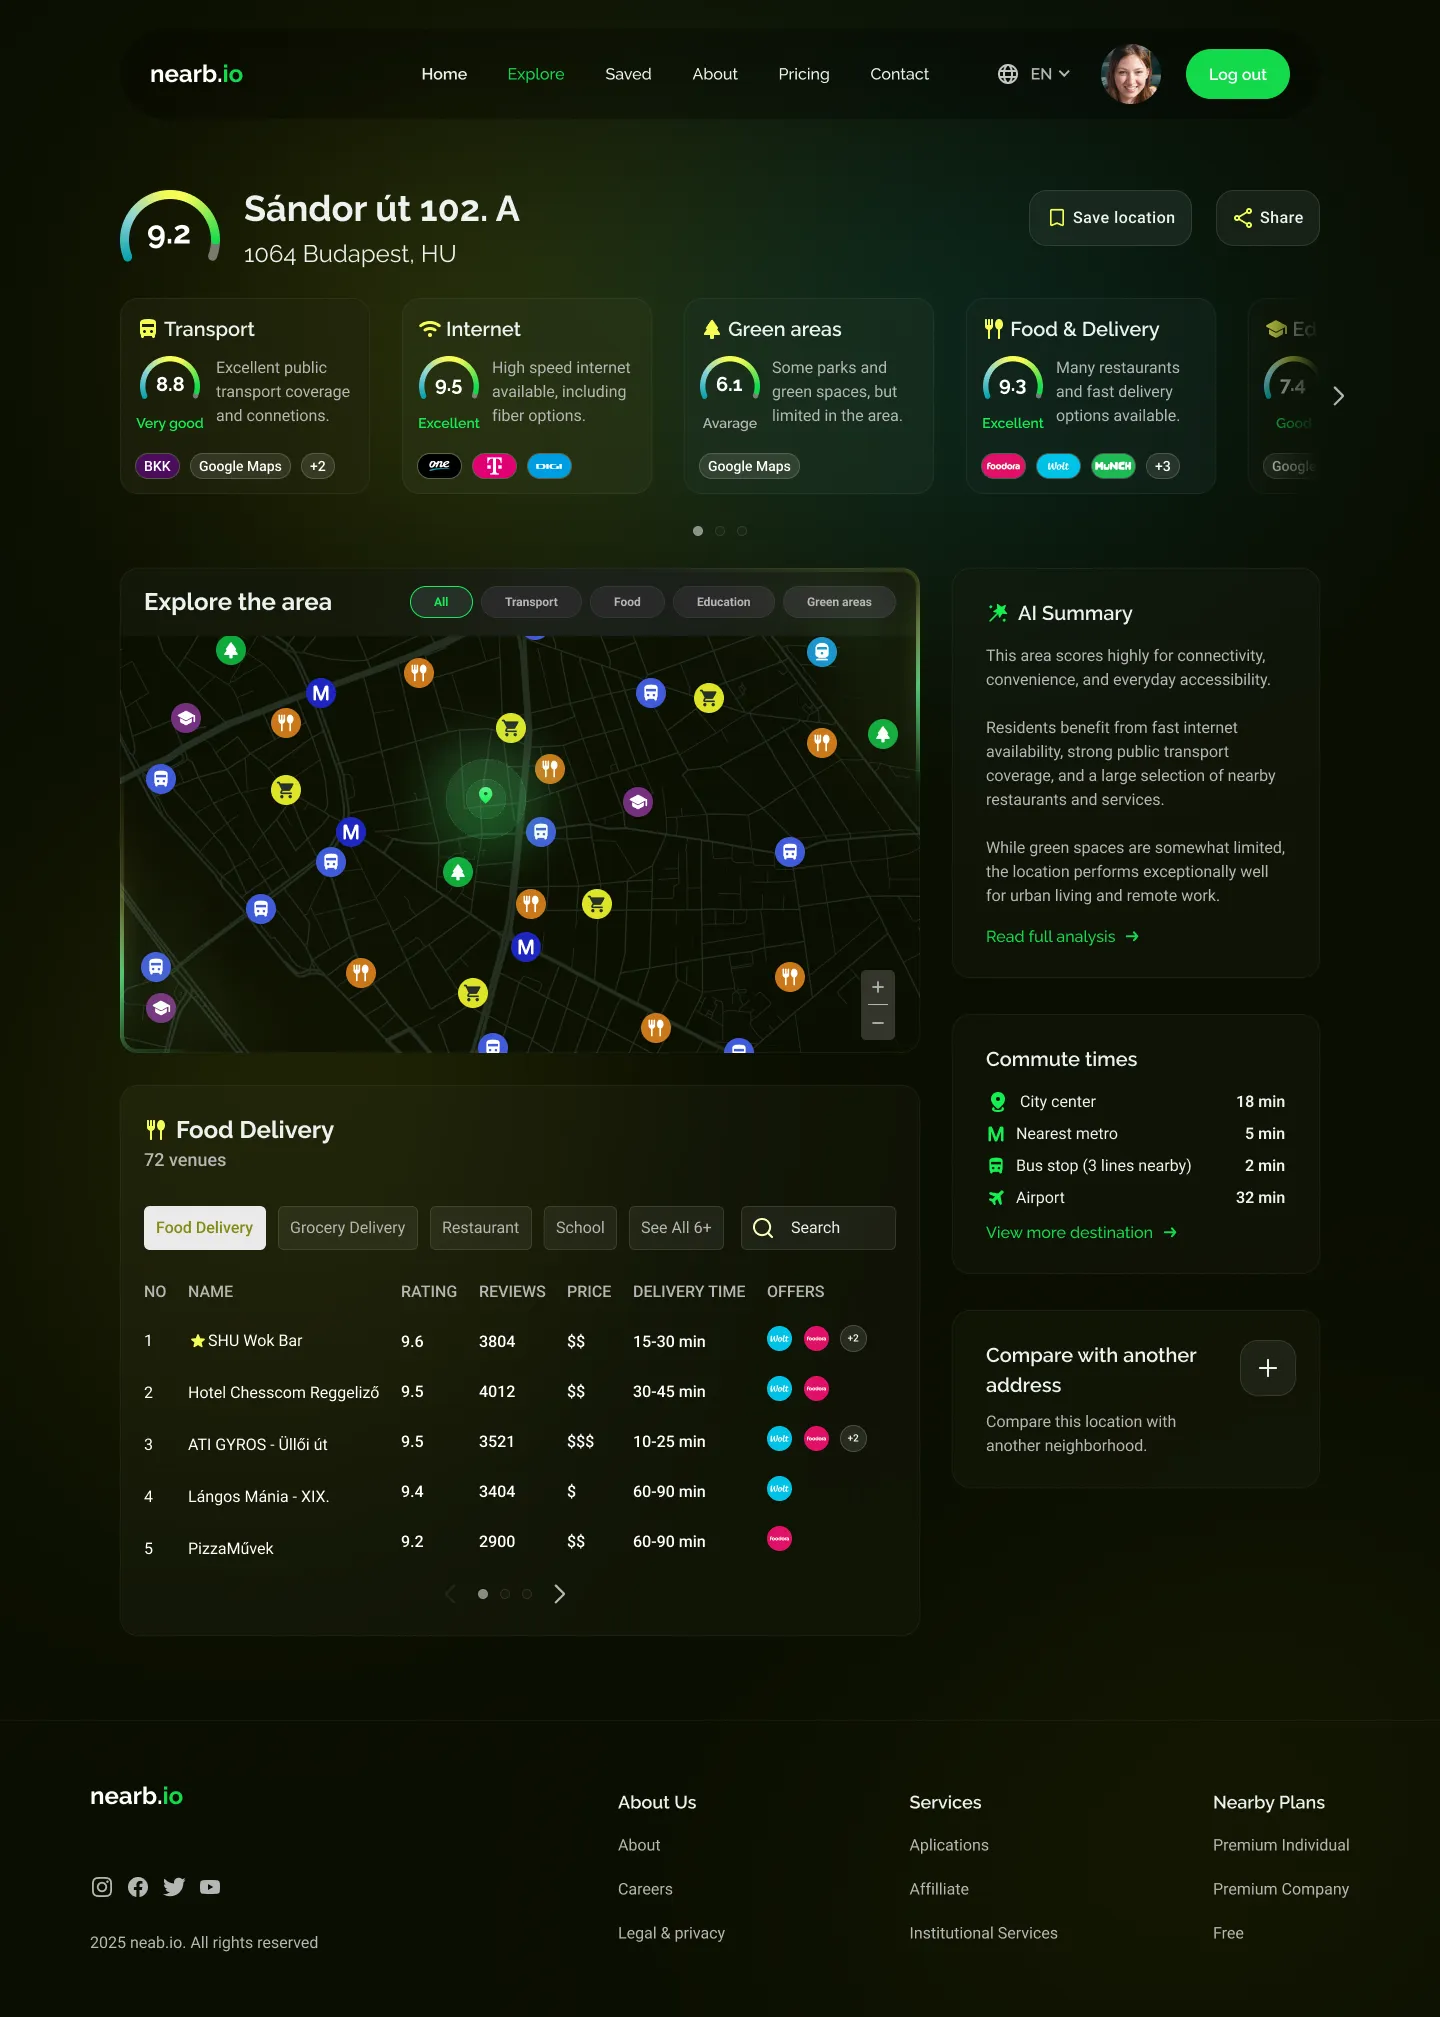 nearb.io
Home
Explore
Saved
About
Pricing
Contact
EN
Log out
9.2
Sándor út 102. A
1064 Budapest, HU
Save location
Share
Transport
8.8
Very good
Excellent public
transport coverage
and connetions.
BKK
Google Maps
+2
Internet
9.5
Excellent
High speed internet
available, including
fiber options.
one
T
DIGI
Green areas
6.1
Avarage
Some parks and
green spaces, but
limited in the area.
Google Maps
Food & Delivery
9.3
Excellent
Many restaurants
and fast delivery
options available.
foodora
Wolt
MUNCH
+3
Ed
7.4
Good
Google
Explore the area
All
Transport
Food
Education
Green areas
M
M
M
+
−
AI Summary
This area scores highly for connectivity,
convenience, and everyday accessibility.
Residents benefit from fast internet
availability, strong public transport
coverage, and a large selection of nearby
restaurants and services.
While green spaces are somewhat limited,
the location performs exceptionally well
for urban living and remote work.
Read full analysis
Commute times
City center 18 min
M Nearest metro 5 min
Bus stop (3 lines nearby) 2 min
Airport 32 min
View more destination
Compare with another
address
Compare this location with
another neighborhood.
Food Delivery
72 venues
Food Delivery
Grocery Delivery
Restaurant
School
See All 6+
Search
NO NAME RATING REVIEWS PRICE DELIVERY TIME OFFERS
1 SHU Wok Bar 9.6 3804 $$ 15-30 min Wolt foodora +2
2 Hotel Chesscom Reggeliző 9.5 4012 $$ 30-45 min Wolt foodora
3 ATI GYROS - Üllői út 9.5 3521 $$$ 10-25 min Wolt foodora +2
4 Lángos Mánia - XIX. 9.4 3404 $ 60-90 min Wolt
5 PizzaMűvek 9.2 2900 $$ 60-90 min foodora
nearb.io
2025 neab.io. All rights reserved
About Us
About
Careers
Legal & privacy
Services
Aplications
Affilliate
Institutional Services
Nearby Plans
Premium Individual
Premium Company
Free